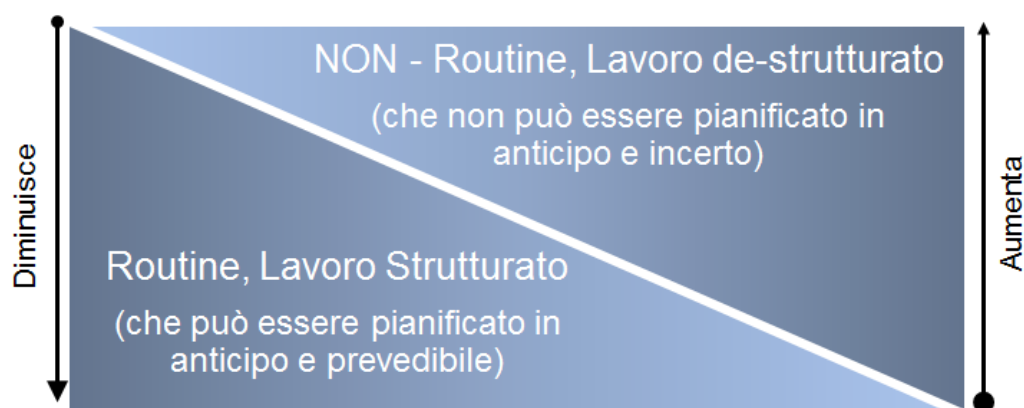 NON - Routine, Lavoro de-strutturato
(che non può essere pianificato in
anticipo e incerto)
Diminuisce
Aumenta
Routine, Lavoro Strutturato
(che può essere pianificato in
anticipo e prevedibile)